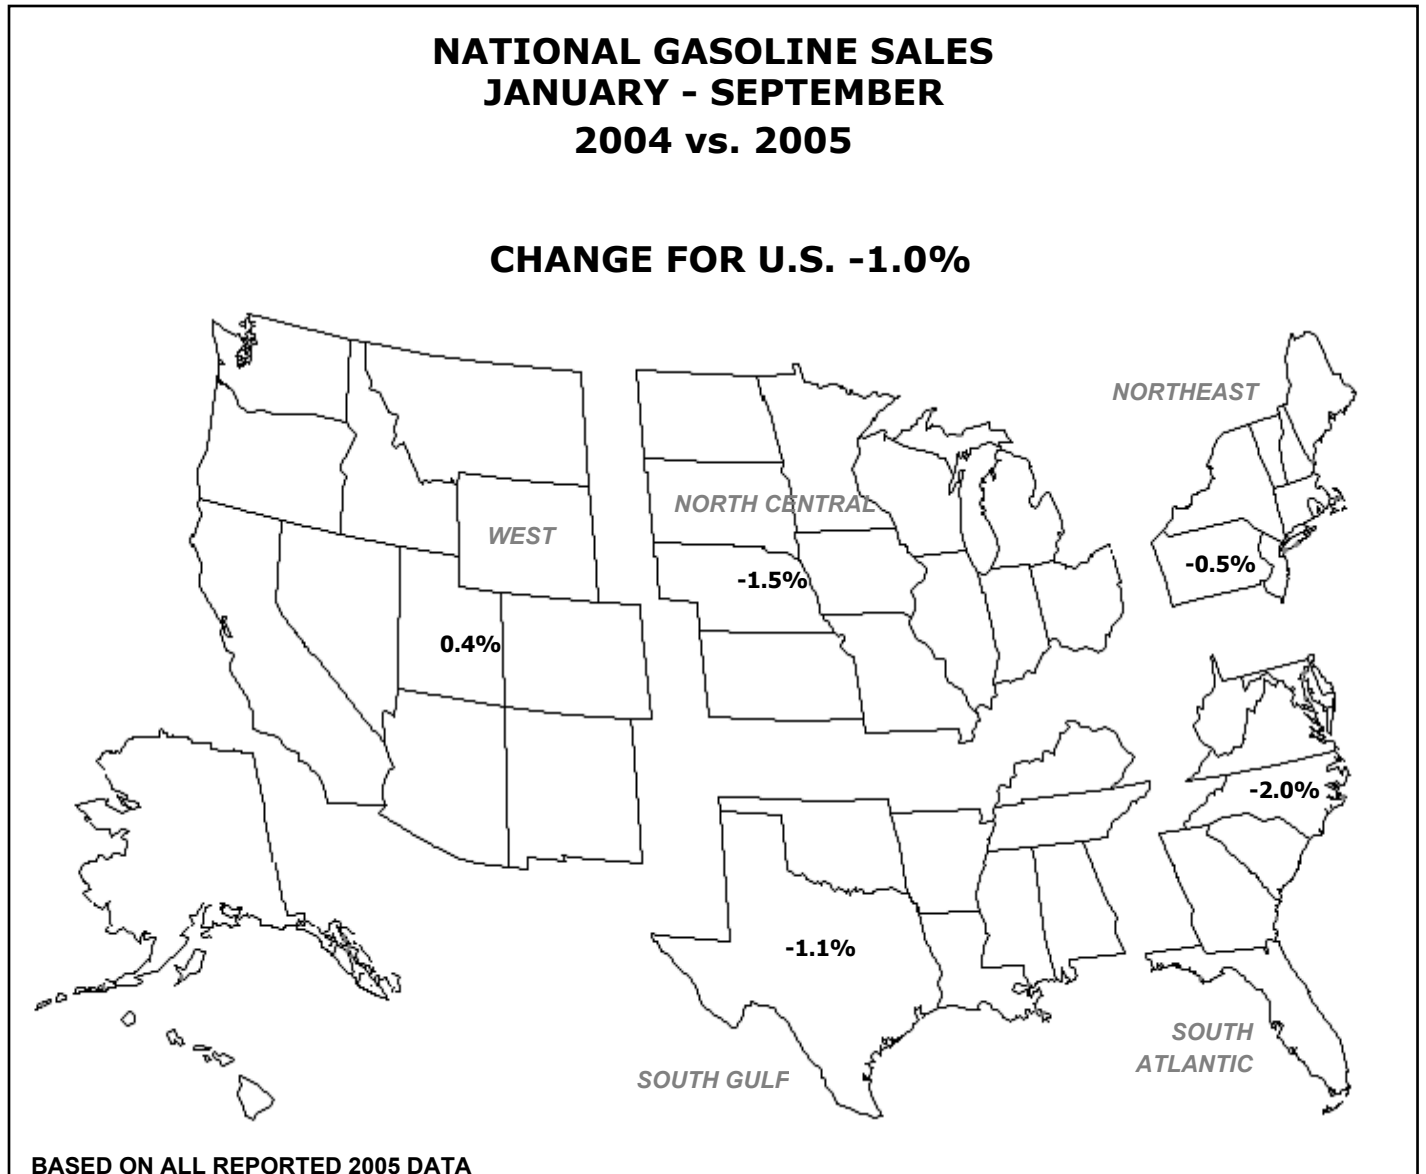 NATIONAL GASOLINE SALES
JANUARY - SEPTEMBER
2004 vs. 2005
CHANGE FOR U.S. -1.0%
NORTHEAST
NORTH CENTRAL
WEST
-0.5%
-1.5%
0.4%
-2.0%
-1.1%
SOUTH
ATLANTIC
SOUTH GULF
BASED ON ALL REPORTED 2005 DATA